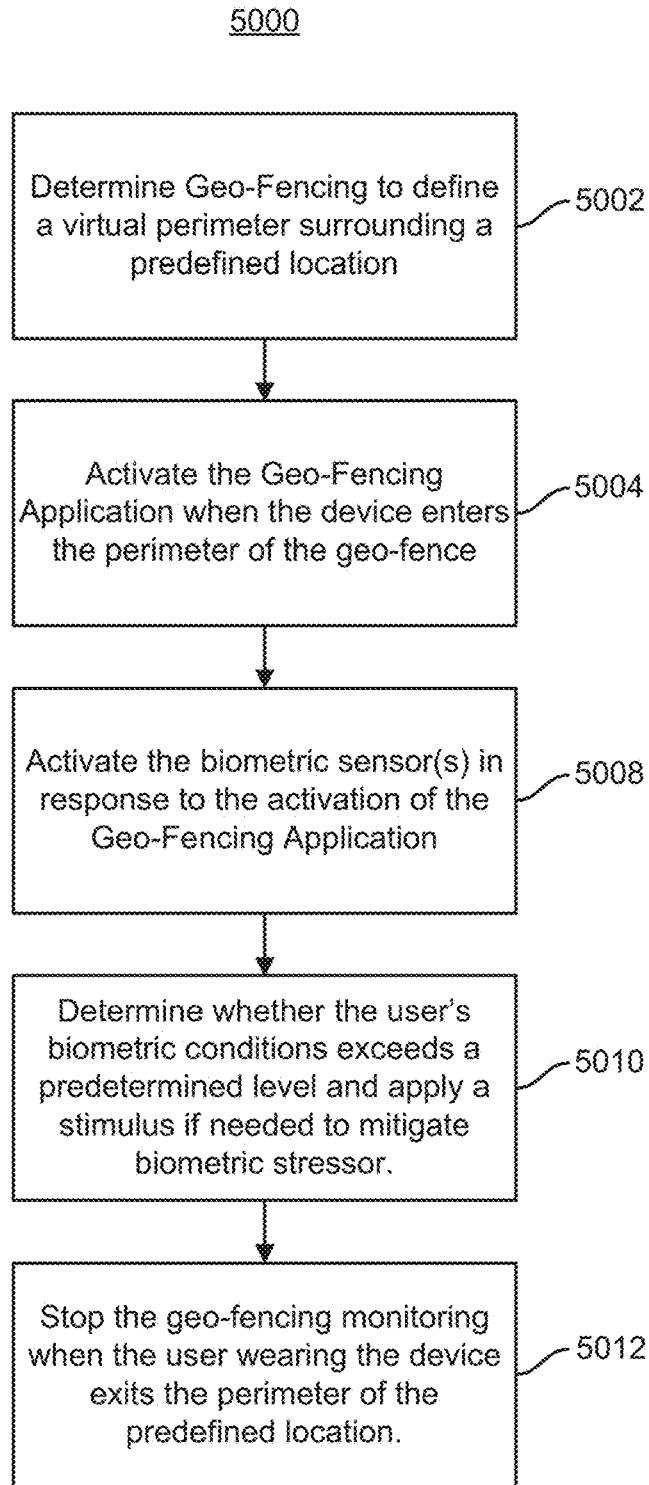 5000
Determine Geo-Fencing to define
a virtual perimeter surrounding a
predefined location
5002
Activate the Geo-Fencing
Application when the device enters
the perimeter of the geo-fence
5004
Activate the biometric sensor(s) in
response to the activation of the
Geo-Fencing Application
5008
Determine whether the user's
biometric conditions exceeds a
predetermined level and apply a
stimulus if needed to mitigate
biometric stressor.
5010
Stop the geo-fencing monitoring
when the user wearing the device
exits the perimeter of the
predefined location.
5012